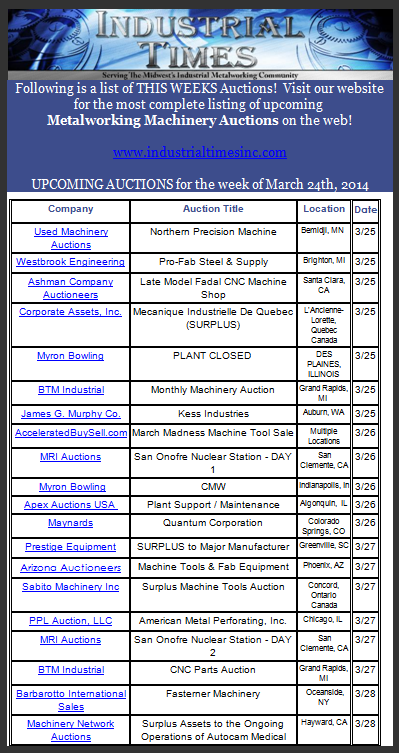 INDUSTRIAL
TIMES
Serving The Midwest's Industrial Metalworking Community
Following is a list of THIS WEEKS Auctions!  Visit our website
for the most complete listing of upcoming
Metalworking Machinery Auctions on the web!
www.industrialtimesinc.com
UPCOMING AUCTIONS for the week of March 24th, 2014
Company Auction Title Location Date
Used Machinery Auctions Northern Precision Machine Bemidji, MN 3/25
Westbrook Engineering Pro-Fab Steel & Supply Brighton, MI 3/25
Ashman Company Auctioneers Late Model Fadal CNC Machine Shop Santa Clara, CA 3/25
Corporate Assets, Inc. Mecanique Industrielle De Quebec (SURPLUS) L'Ancienne-Lorette, Quebec Canada 3/25
Myron Bowling PLANT CLOSED DES PLAINES, ILLINOIS 3/25
BTM Industrial Monthly Machinery Auction Grand Rapids, MI 3/25
James G. Murphy Co. Kess Industries Auburn, WA 3/25
AcceleratedBuySell.com March Madness Machine Tool Sale Multiple Locations 3/26
MRI Auctions San Onofre Nuclear Station - DAY 1 San Clemente, CA 3/26
Myron Bowling CMW Indianapolis, In 3/26
Apex Auctions USA Plant Support / Maintenance Algonquin, IL 3/26
Maynards Quantum Corporation Colorado Springs, CO 3/26
Prestige Equipment SURPLUS to Major Manufacturer Greenville, SC 3/27
Arizona Auctioneers Machine Tools & Fab Equipment Phoenix, AZ 3/27
Sabito Machinery Inc Surplus Machine Tools Auction Concord, Ontario Canada 3/27
PPL Auction, LLC American Metal Perforating, Inc. Chicago, IL 3/27
MRI Auctions San Onofre Nuclear Station - DAY 2 San Clemente, CA 3/27
BTM Industrial CNC Parts Auction Grand Rapids, MI 3/27
Barbarotto International Sales Fasterner Machinery Oceanside, NY 3/28
Machinery Network Auctions Surplus Assets to the Ongoing Operations of Autocam Medical Hayward, CA 3/28